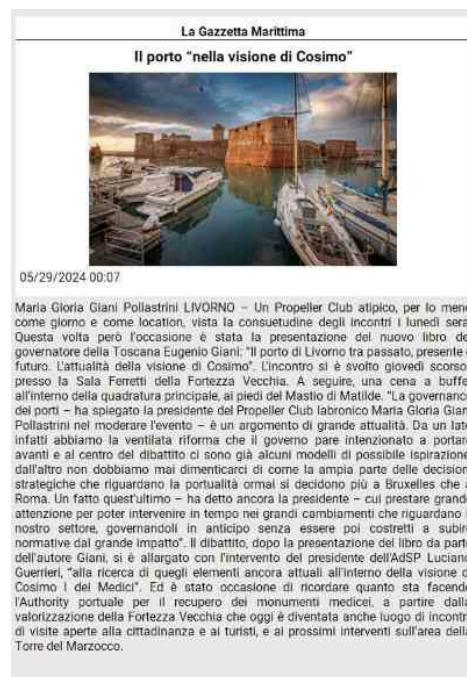 La Gazzetta Marittima
Il porto “nella visione di Cosimo”
05/29/2024 00:07
Maria Gloria Giani Pollastrini LIVORNO – Un Propeller Club atipico, per lo meno
come giorno e come location, vista la consuetudine degli incontri i lunedì sera.
Questa volta però l'occasione è stata la presentazione del nuovo libro del
governatore della Toscana Eugenio Giani: "Il porto di Livorno tra passato, presente e
futuro. L'attualità della visione di Cosimo". L'incontro si è svolto giovedì scorso,
presso la Sala Ferretti della Fortezza Vecchia. A seguire, una cena a buffet
all'interno della quadratura principale, ai piedi del Mastio di Matilde. "La governance
dei porti – ha spiegato la presidente del Propeller Club labronico Maria Gloria Giani
Pollastrini nel moderare l'evento – è un argomento di grande attualità. Da un lato
infatti abbiamo la ventilata riforma che il governo pare intenzionato a portare
avanti e al centro del dibattito ci sono già alcuni modelli di possibile ispirazione,
dall'altro non dobbiamo mai dimenticarci di come la ampia parte delle decisioni
strategiche che riguardano la portualità ormai si decidono più a Bruxelles che a
Roma. Un fatto quest'ultimo – ha detto ancora la presidente – cui prestare grande
attenzione per poter intervenire in tempo nei grandi cambiamenti che riguardano il
nostro settore, governandoli in anticipo senza essere poi costretti a subire
normative dal grande impatto". Il dibattito, dopo la presentazione del libro da parte
dell'autore Giani, si è allargato con l'intervento del presidente dell'AdSP Luciano
Guerrieri, "alla ricerca di quegli elementi ancora attuali all'interno della visione di
Cosimo I dei Medici". Ed è stato occasione di ricordare quanto sta facendo
l'Authority portuale per il recupero dei monumenti medicei, a partire dalla
valorizzazione della Fortezza Vecchia che oggi è diventata anche luogo di incontri,
di visite aperte alla cittadinanza e ai turisti, e ai prossimi interventi sull'area della
Torre del Marzocco.